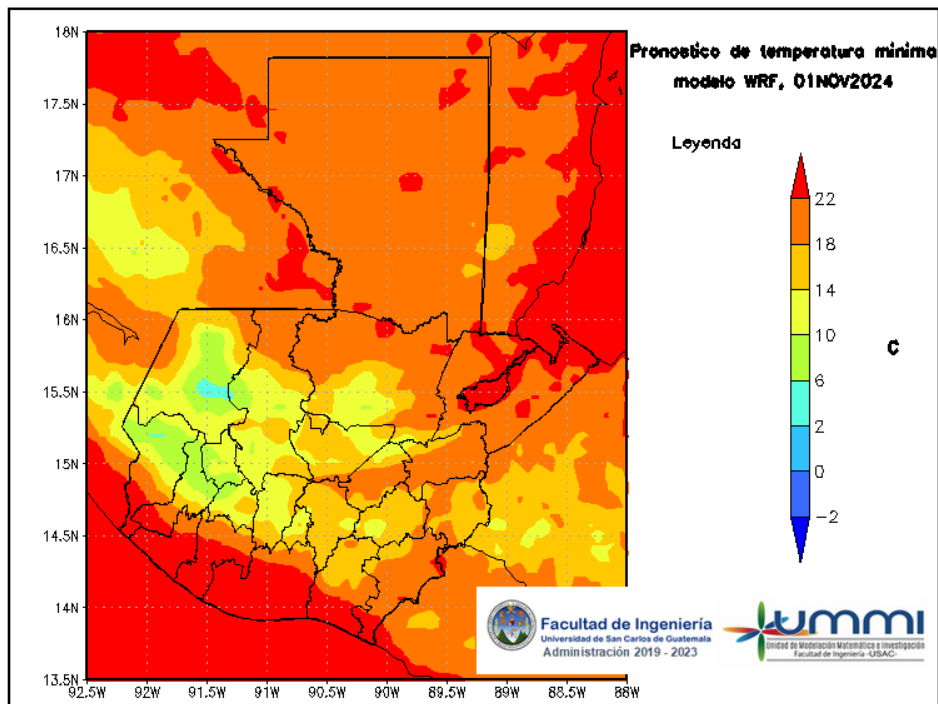 Pronostico de temperatura minima
modelo WRF, 01NOV2024
Leyenda
22
18
14
10
6
2
0
−2
C
18N
17.5N
17N
16.5N
16N
15.5N
15N
14.5N
14N
13.5N
92.5W
92W
91.5W
91W
90.5W
90W
89.5W
89W
88.5W
88W
Facultad de Ingeniería
Universidad de San Carlos de Guatemala
Administración 2019 - 2023
UMMI
Unidad de Modelación Matemática e Investigación
Facultad de Ingeniería -USAC-